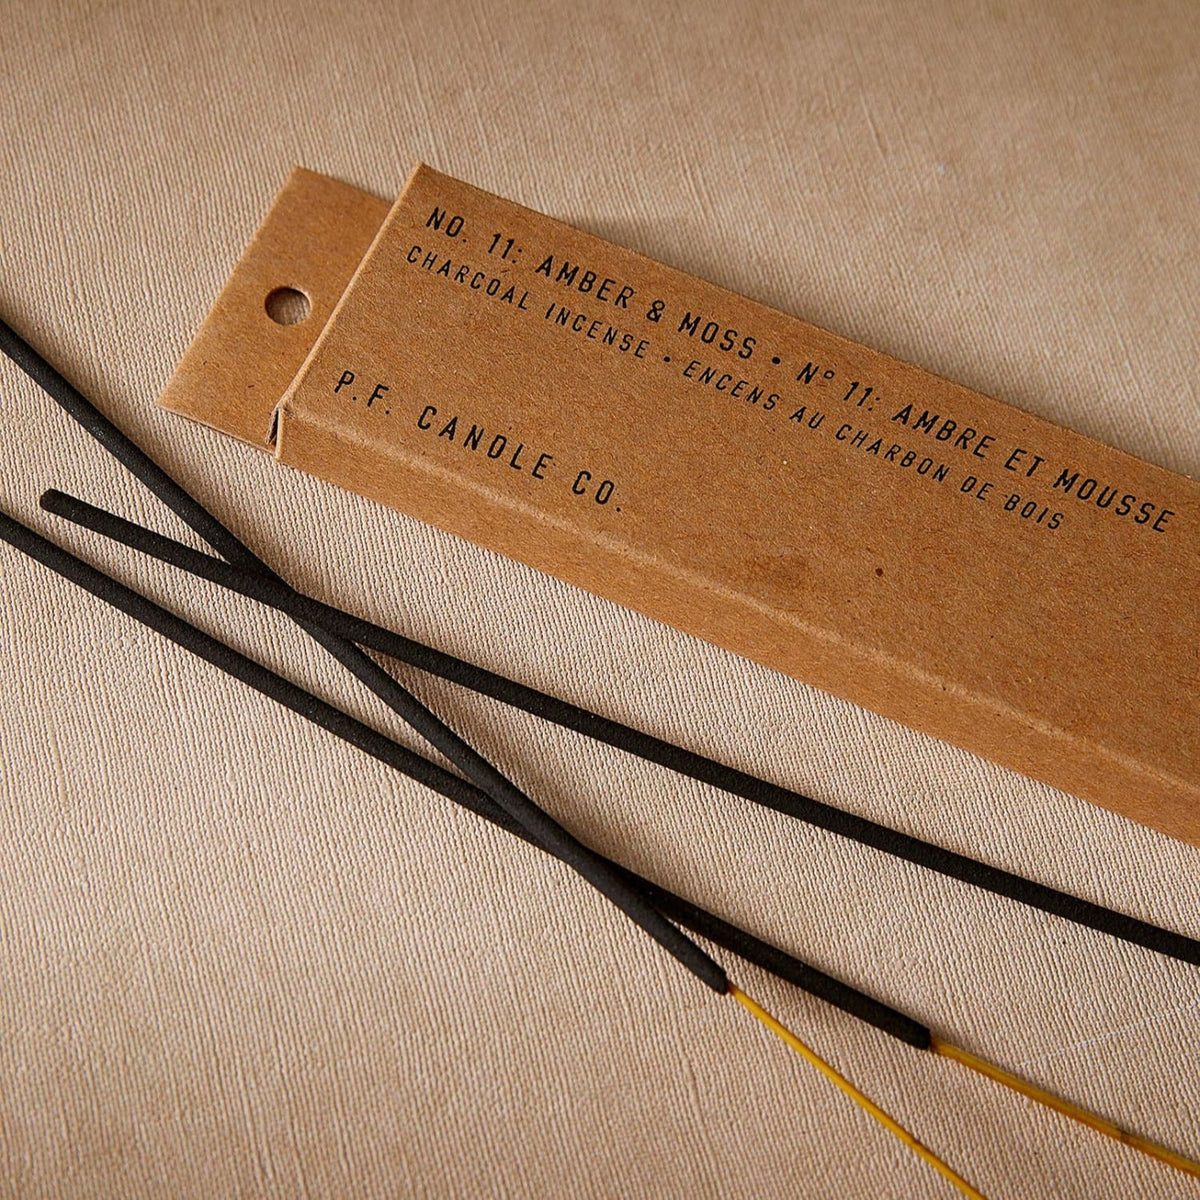 NO. 11: AMBER & MOSS • Nº 11: AMBRE ET MOUSSE
CHARCOAL INCENSE • ENCENS AU CHARBON DE BOIS
P.F. CANDLE CO.